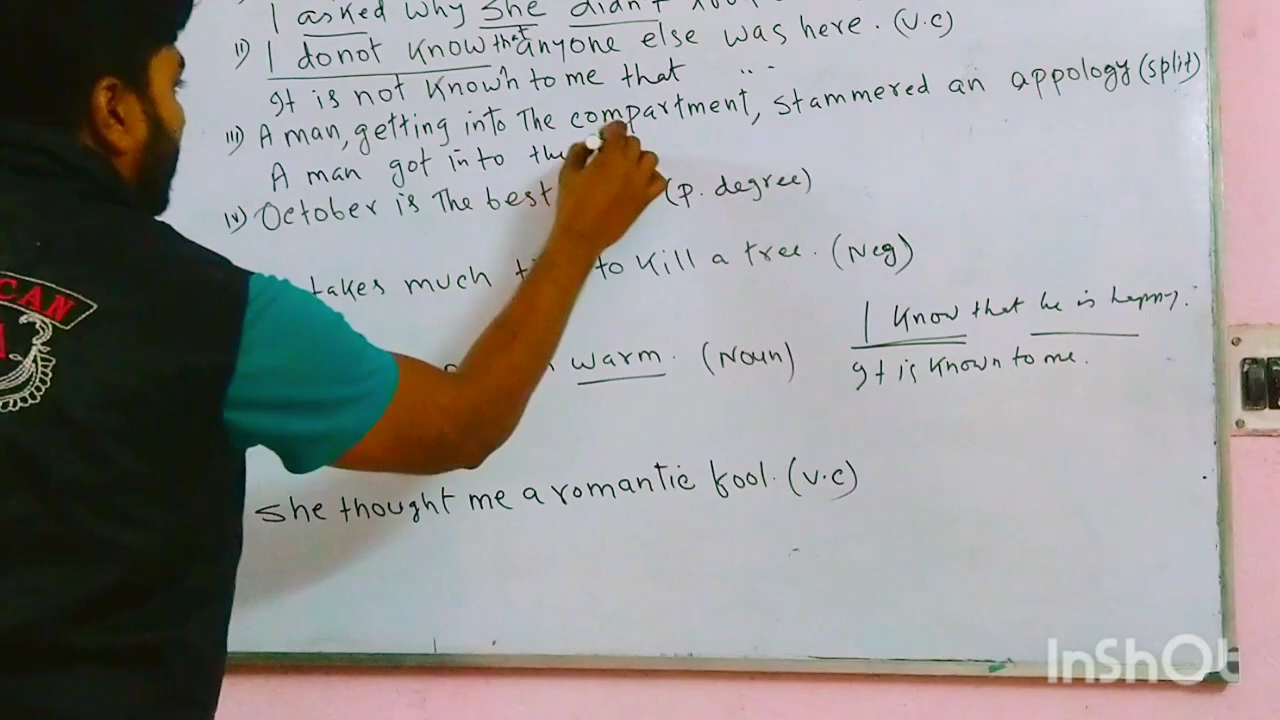 I asked why she didn't
ii) I donot know that anyone else was here. (v.c)
It is not known to me that " "
iii) A man, getting into The compartment, stammered an appology (split)
A man got into the
iv) October is The best (p. degree)
takes much to kill a tree. (Neg)
I know that he is happy.
warm. (Noun)
It is known to me.
She thought me a romantic fool. (v.c)
CAN
InShO